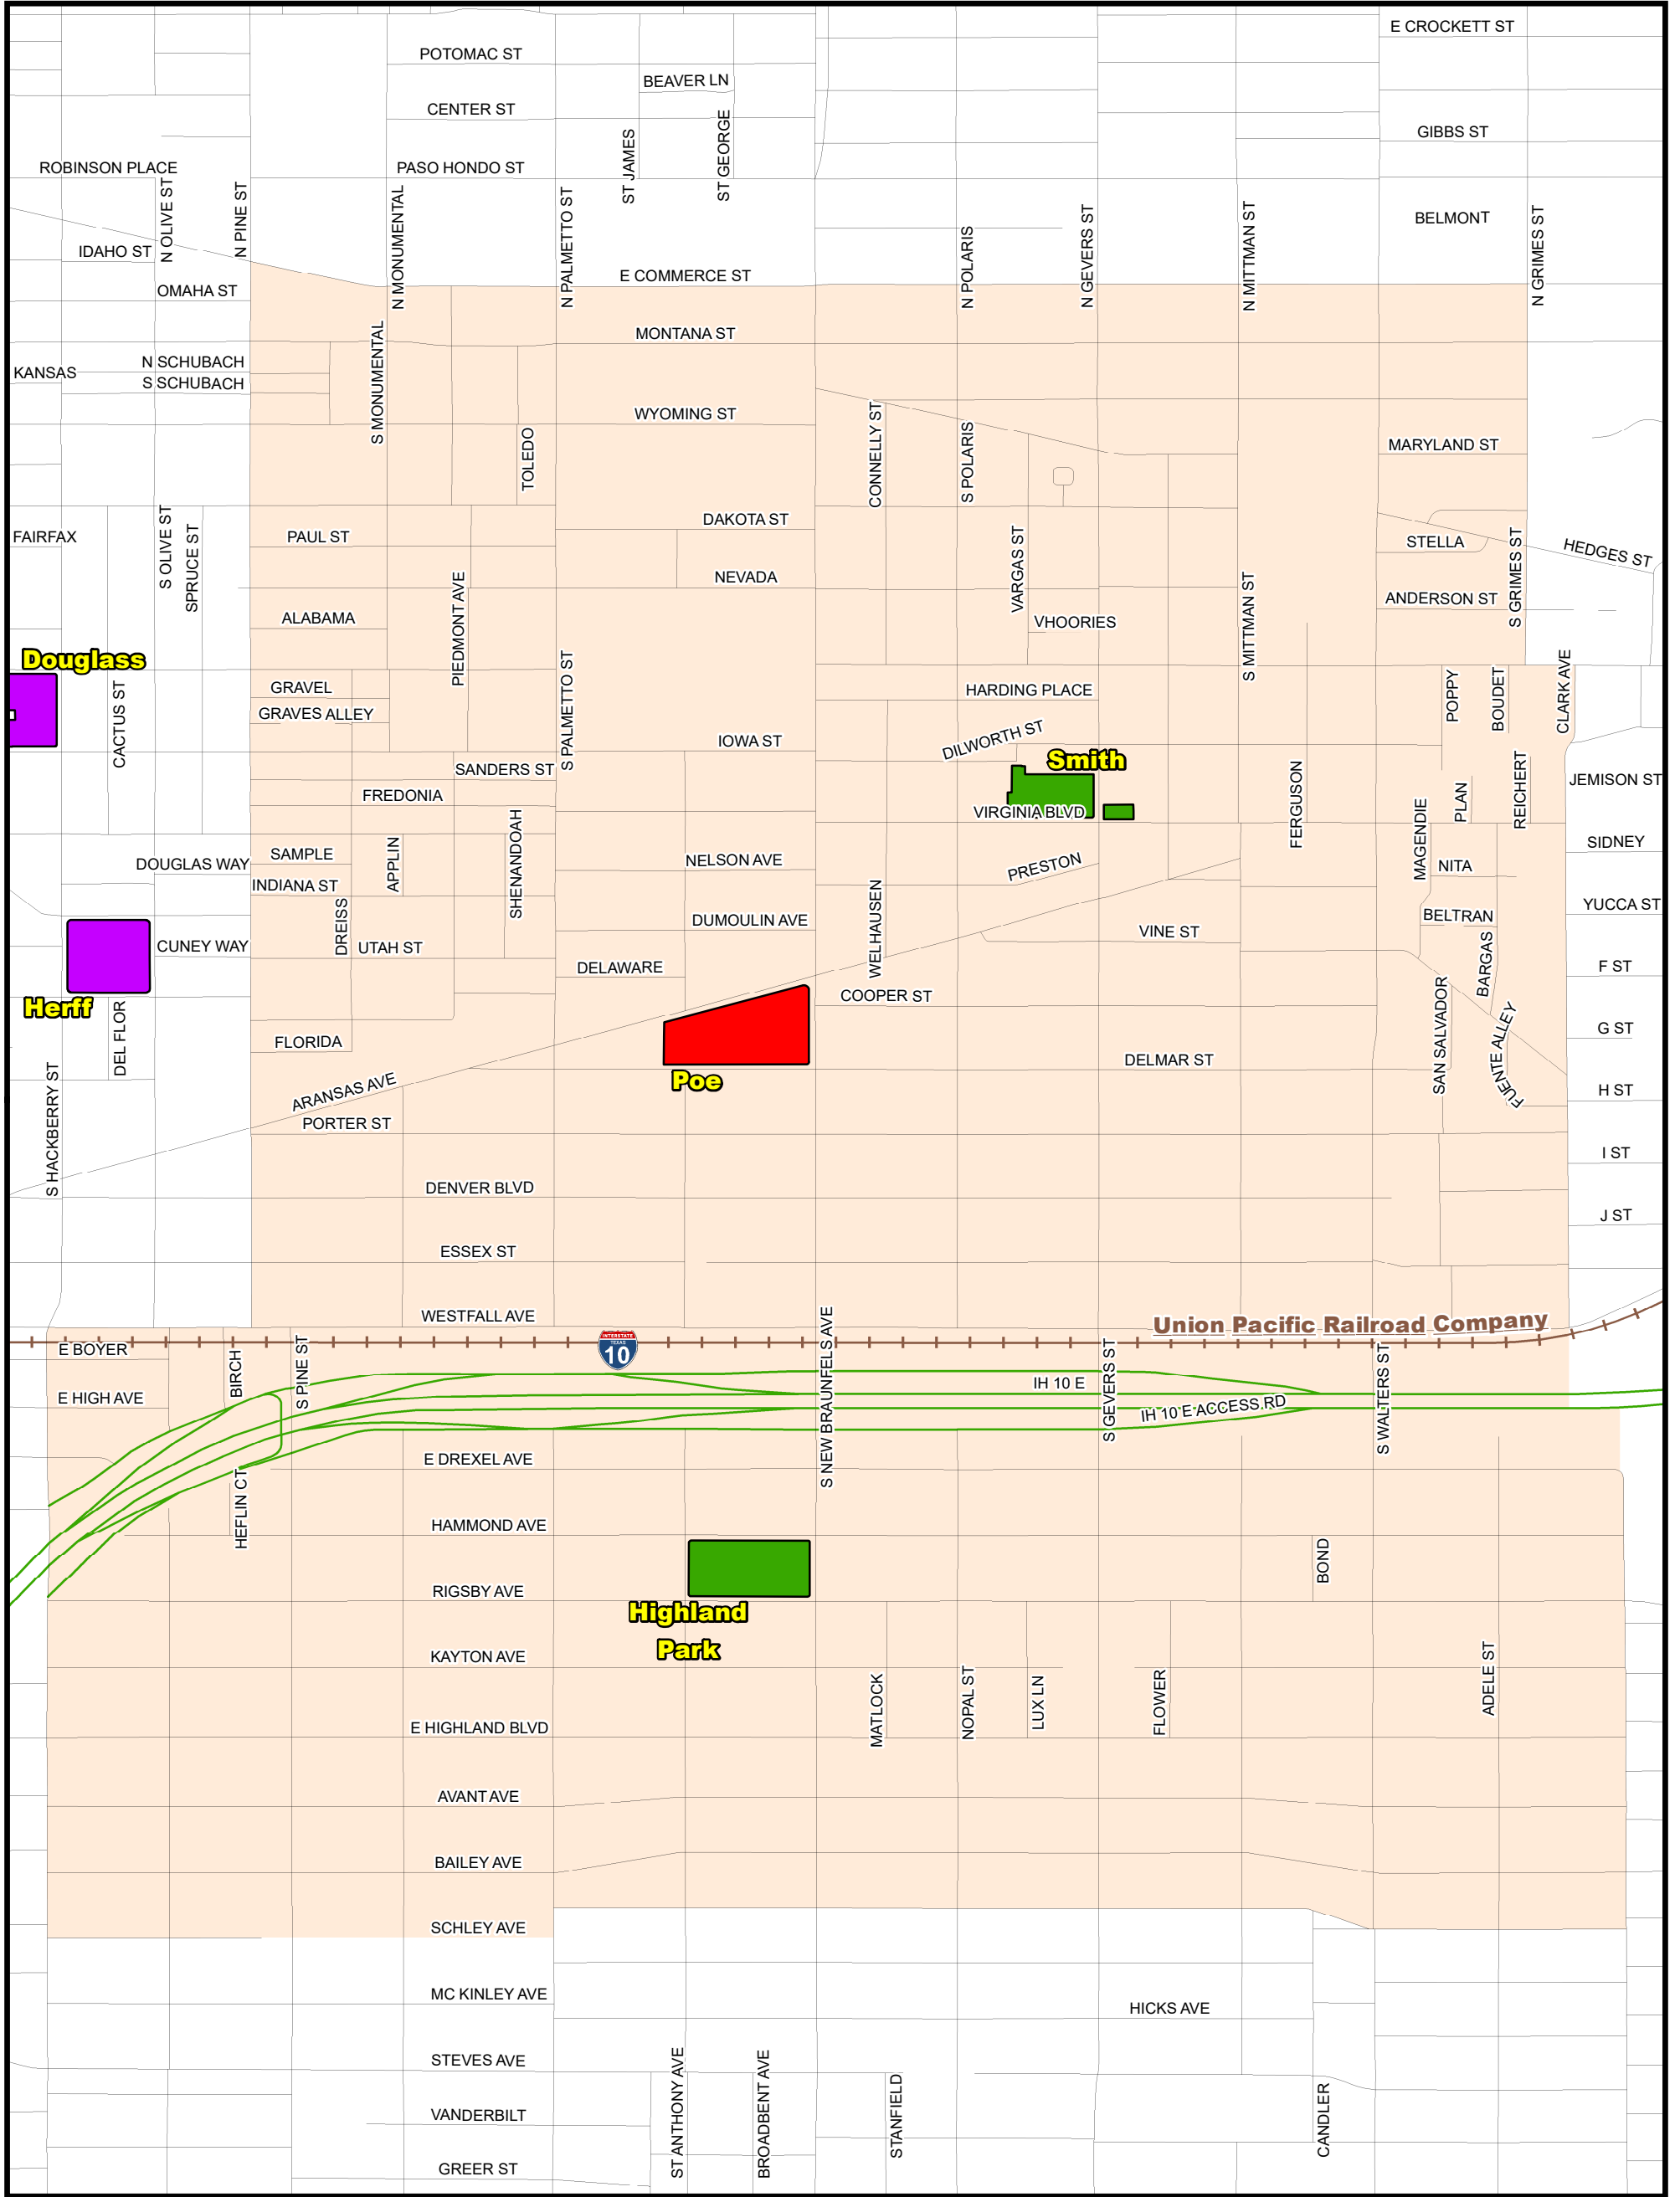 E CROCKETT ST
POTOMAC ST
BEAVER LN
CENTER ST
GIBBS ST
ST JAMES
ST GEORGE
ROBINSON PLACE
PASO HONDO ST
N OLIVE ST
N PINE ST
N MONUMENTAL
N PALMETTO ST
N POLARIS
N GEVERS ST
N MITTMAN ST
BELMONT
N GRIMES ST
IDAHO ST
E COMMERCE ST
OMAHA ST
MONTANA ST
S MONUMENTAL
N SCHUBACH
KANSAS
S SCHUBACH
WYOMING ST
TOLEDO
CONNELLY ST
S POLARIS
MARYLAND ST
DAKOTA ST
FAIRFAX
S OLIVE ST
SPRUCE ST
PAUL ST
VARGAS ST
STELLA
S GRIMES ST
HEDGES ST
NEVADA
PIEDMONT AVE
S MITTMAN ST
ANDERSON ST
ALABAMA
VHOORIES
Douglass
CACTUS ST
GRAVEL
HARDING PLACE
POPPY
BOUDET
CLARK AVE
GRAVES ALLEY
S PALMETTO ST
IOWA ST
DILWORTH ST
Smith
SANDERS ST
JEMISON ST
FREDONIA
FERGUSON
PLAN
REICHERT
VIRGINIA BLVD
MAGENDIE
SHENANDOAH
SIDNEY
SAMPLE
APPLIN
DOUGLAS WAY
NELSON AVE
PRESTON
NITA
INDIANA ST
YUCCA ST
DREISS
DUMOULIN AVE
WELHAUSEN
BELTRAN
VINE ST
CUNEY WAY
UTAH ST
DELAWARE
BARGAS
F ST
COOPER ST
Herff
DEL FLOR
SAN SALVADOR
FUENTE ALLEY
G ST
FLORIDA
DELMAR ST
Poe
ARANSAS AVE
H ST
S HACKBERRY ST
PORTER ST
I ST
DENVER BLVD
J ST
ESSEX ST
WESTFALL AVE
S NEW BRAUNFELS AVE
Union Pacific Railroad Company
E BOYER
BIRCH
S PINE ST
INTERSTATE
TEXAS
10
S GEVERS ST
S WALTERS ST
IH 10 E
E HIGH AVE
IH 10 E ACCESS RD
E DREXEL AVE
HEFLIN CT
HAMMOND AVE
BOND
RIGSBY AVE
Highland
Park
KAYTON AVE
MATLOCK
NOPAL ST
LUX LN
FLOWER
ADELE ST
E HIGHLAND BLVD
AVANT AVE
BAILEY AVE
SCHLEY AVE
MC KINLEY AVE
HICKS AVE
STEVES AVE
ST ANTHONY AVE
BROADBENT AVE
STANFIELD
CANDLER
VANDERBILT
GREER ST